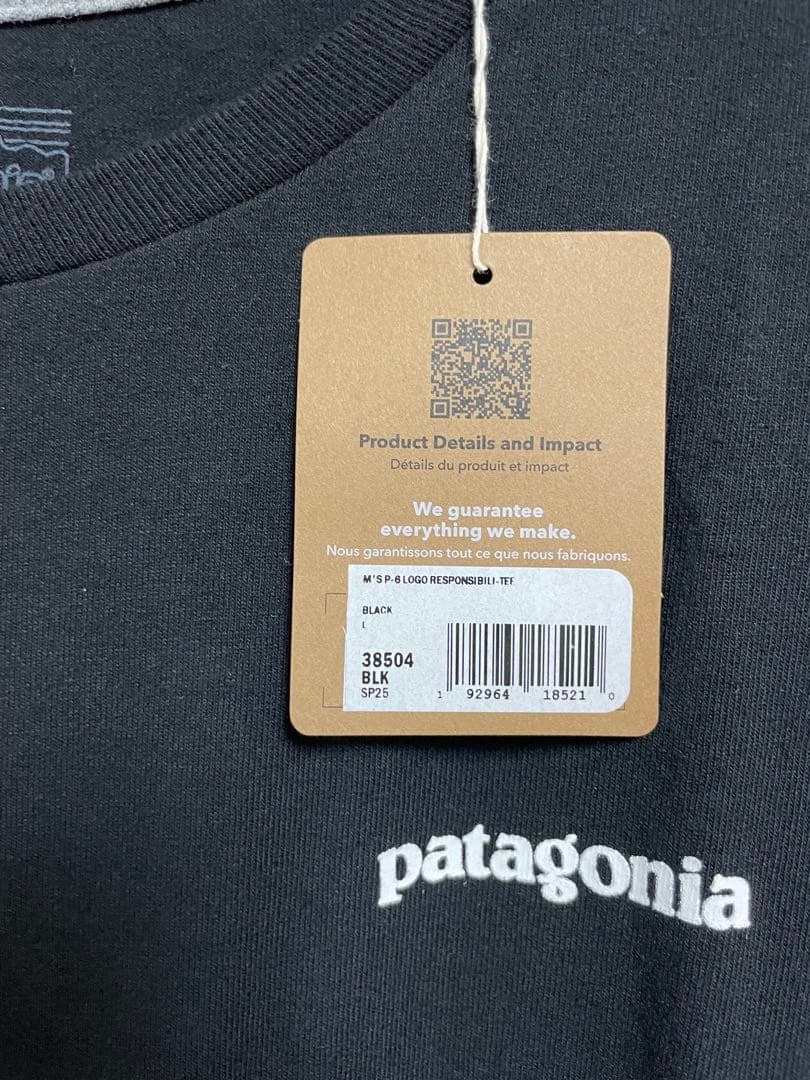 Product Details and Impact
Détails du produit et impact
We guarantee
everything we make.
Nous garantissons tout ce que nous fabriquons.
M'S P-6 LOGO RESPONSIBILI-TEE
BLACK
L
38504
BLK
SP25
1 92964 18521 0
patagonia